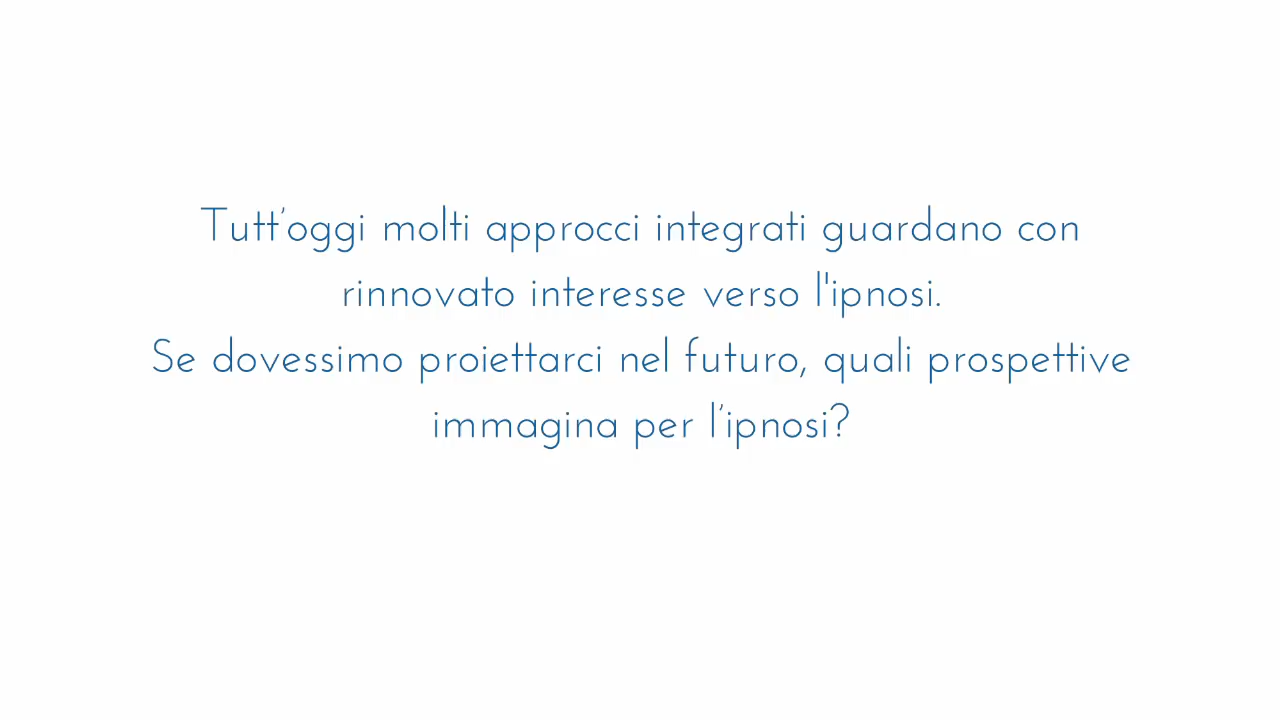 Tutt’oggi molti approcci integrati guardano con
rinnovato interesse verso l'ipnosi.
Se dovessimo proiettarci nel futuro, quali prospettive
immagina per l’ipnosi?